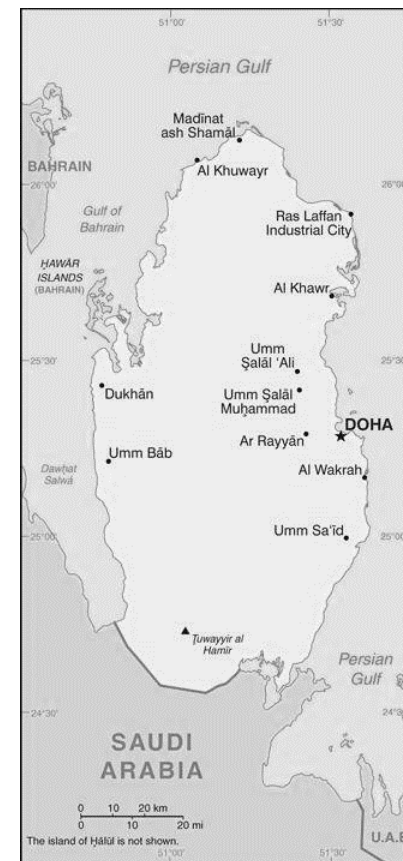 51°00'
51°30'
Persian Gulf
Madīnat
ash Shamāl
Al Khuwayr
BAHRAIN
26°00'
26°00'
Gulf of
Bahrain
Ras Laffan
Industrial City
ḤAWĀR
ISLANDS
(BAHRAIN)
Al Khawr
25°30'
25°30'
Umm
Şalāl ‘Ali
Dukhān
Umm Şalāl
Muḩammad
DOHA
Ar Rayyān
Umm Bāb
Dawḩat
Salwá
Al Wakrah
Umm Sa‘īd
25°00'
25°00'
Ţuwayyir al
Hamīr
Persian
Gulf
24°30'
24°30'
SAUDI
ARABIA
0 10 20 km
0 10 20 mi
U.A.E
The island of Ḩālūl is not shown.
51°00'
51°30'